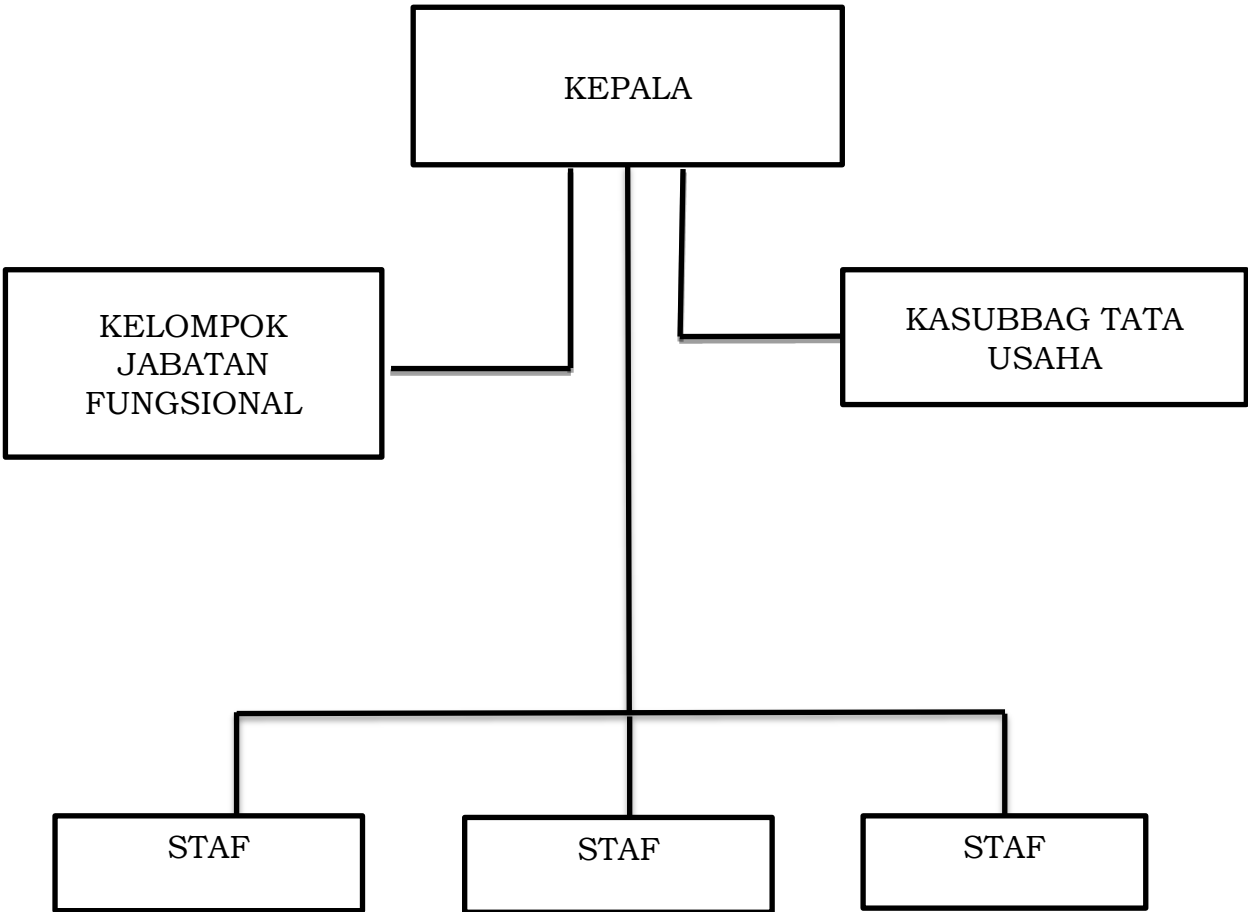 KEPALA
KELOMPOK
JABATAN
FUNGSIONAL
KASUBBAG TATA
USAHA
STAF
STAF
STAF